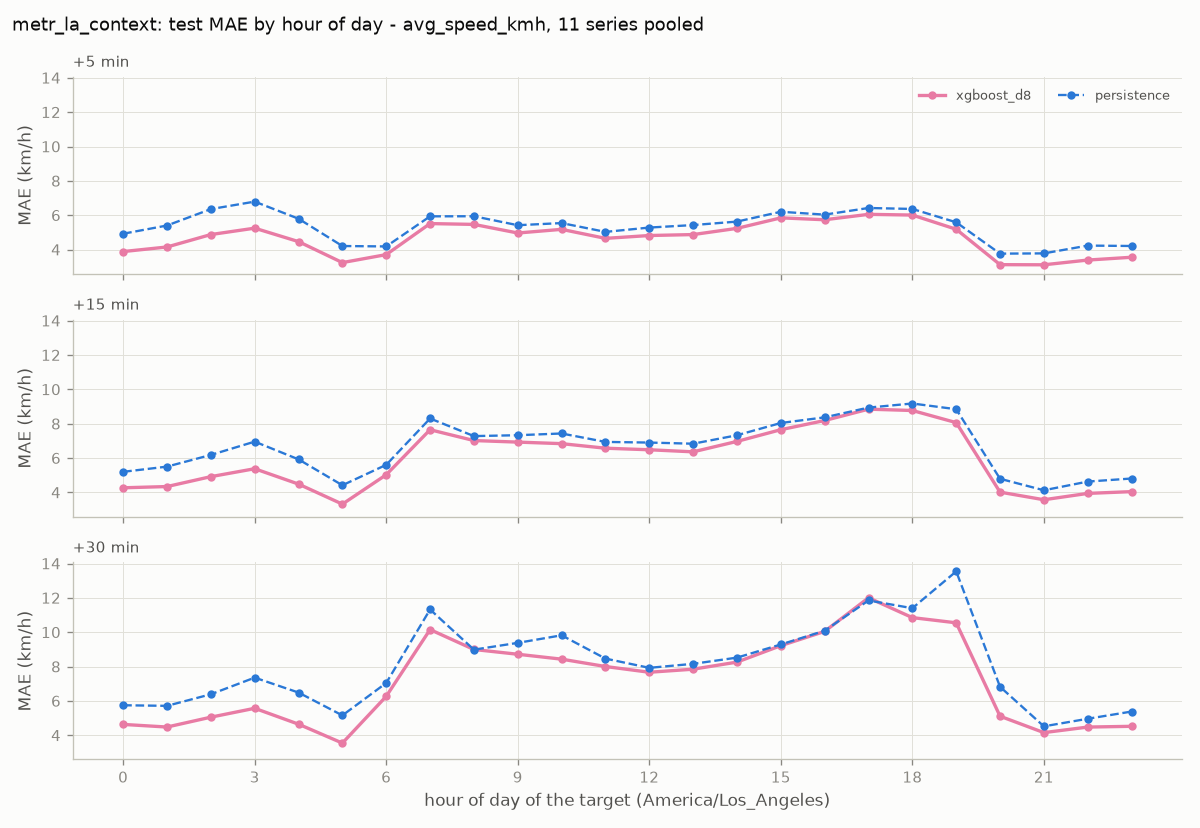 metr_la_context: test MAE by hour of day - avg_speed_kmh, 11 series pooled
+5 min
14
12
10
8
6
4
MAE (km/h)
xgboost_d8
persistence
+15 min
14
12
10
8
6
4
MAE (km/h)
+30 min
14
12
10
8
6
4
MAE (km/h)
0 3 6 9 12 15 18 21
hour of day of the target (America/Los_Angeles)